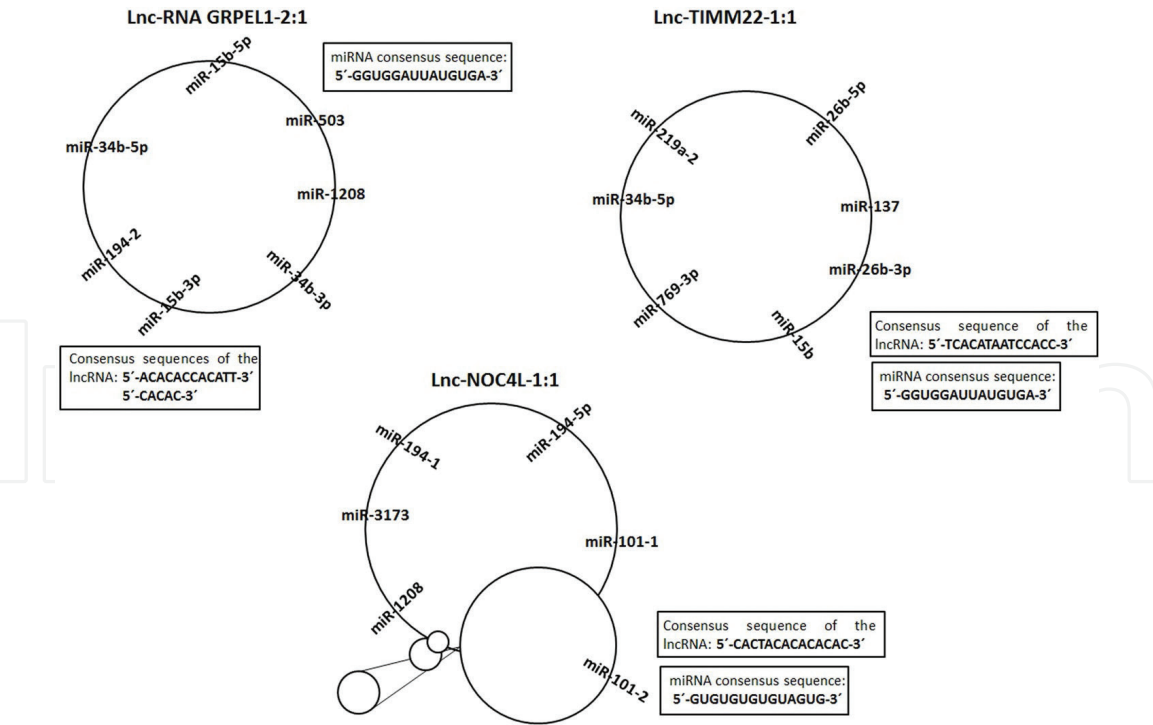 Lnc-RNA GRPEL1-2:1
miR-15b-5p
miRNA consensus sequence:
5´-GGUGGAUUAUGUGA-3´
miR-503
miR-34b-5p
miR-1208
miR-194-2
miR-34b-3p
miR-15b-3p
Consensus sequences of the
lncRNA: 5´-ACACACCACATT-3´
5´-CACAC-3´
Lnc-TIMM22-1:1
miR-26b-5p
miR-219a-2
miR-34b-5p
miR-137
miR-26b-3p
miR-769-3p
miR-15b
Consensus sequence of the
lncRNA: 5´-TCACATAATCCACC-3´
miRNA consensus sequence:
5´-GGUGGAUUAUGUGA-3´
Lnc-NOC4L-1:1
miR-194-5p
miR-194-1
miR-3173
miR-101-1
miR-1208
miR-101-2
Consensus sequence of the
lncRNA: 5´-CACTACACACACAC-3´
miRNA consensus sequence:
5´-GUGUGUGUGUAGUG-3´